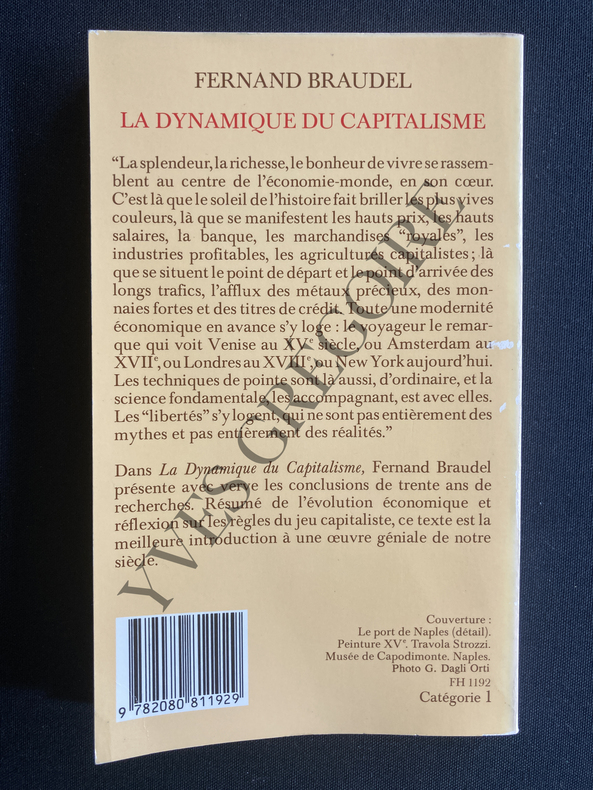 FERNAND BRAUDEL
LA DYNAMIQUE DU CAPITALISME
“La splendeur, la richesse, le bonheur de vivre se rassem-
blent au centre de l’économie-monde, en son cœur.
C’est là que le soleil de l’histoire fait briller les plus vives
couleurs, là que se manifestent les hauts prix, les hauts
salaires, la banque, les marchandises “royales”, les
industries profitables, les agricultures capitalistes ; là
que se situent le point de départ et le point d’arrivée des
longs trafics, l’afflux des métaux précieux, des mon-
naies fortes et des titres de crédit. Toute une modernité
économique en avance s’y loge : le voyageur le remar-
que qui voit Venise au XVe siècle, ou Amsterdam au
XVIIe, ou Londres au XVIIIe, ou New York aujourd’hui.
Les techniques de pointe sont là aussi, d’ordinaire, et la
science fondamentale, les accompagnant, est avec elles.
Les “libertés” s’y logent, qui ne sont pas entièrement des
mythes et pas entièrement des réalités.”
Dans La Dynamique du Capitalisme, Fernand Braudel
présente avec verve les conclusions de trente ans de
recherches. Résumé de l’évolution économique et
réflexion sur les règles du jeu capitaliste, ce texte est la
meilleure introduction à une œuvre géniale de notre
siècle.
YVES GREGOIRE
Couverture :
Le port de Naples (détail).
Peinture XVe. Travola Strozzi.
Musée de Capodimonte. Naples.
Photo G. Dagli Orti
FH 1192
Catégorie 1
9 782080 811929